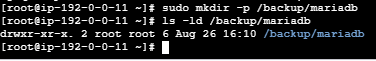 [root@ip-192-0-0-11 ~]# sudo mkdir -p /backup/mariadb
[root@ip-192-0-0-11 ~]# ls -ld /backup/mariadb
drwxr-xr-x. 2 root root 6 Aug 26 16:10 /backup/mariadb
[root@ip-192-0-0-11 ~]#